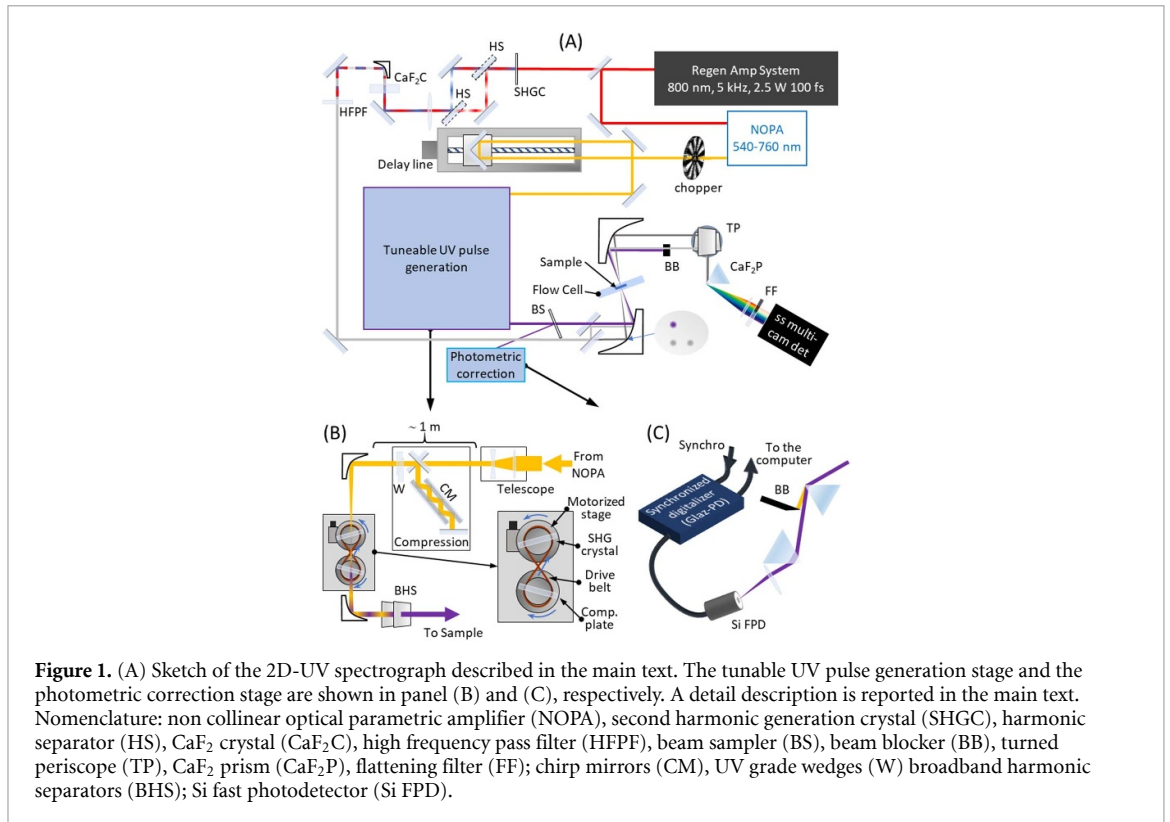 (A)
HS
CaF₂C
HS
SHGC
HFPF
Regen Amp System
800 nm, 5 kHz, 2.5 W 100 fs
NOPA
540-760 nm
Delay line
chopper
Tuneable UV pulse
generation
TP
Sample
BB
CaF₂P
Flow Cell
FF
BS
ss multi-
cam det
Photometric
correction
(B)
~ 1 m
From
NOPA
W
CM
Telescope
Compression
Motorized
stage
SHG
crystal
Drive
belt
Comp.
plate
BHS
To Sample
(C)
Synchro
To the
computer
BB
Synchronized
digitalizer
(Glaz-PD)
Si FPD
Figure 1. (A) Sketch of the 2D-UV spectrograph described in the main text. The tunable UV pulse generation stage and the
photometric correction stage are shown in panel (B) and (C), respectively. A detail description is reported in the main text.
Nomenclature: non collinear optical parametric amplifier (NOPA), second harmonic generation crystal (SHGC), harmonic
separator (HS), CaF₂ crystal (CaF₂C), high frequency pass filter (HFPF), beam sampler (BS), beam blocker (BB), turned
periscope (TP), CaF₂ prism (CaF₂P), flattening filter (FF); chirp mirrors (CM), UV grade wedges (W) broadband harmonic
separators (BHS); Si fast photodetector (Si FPD).